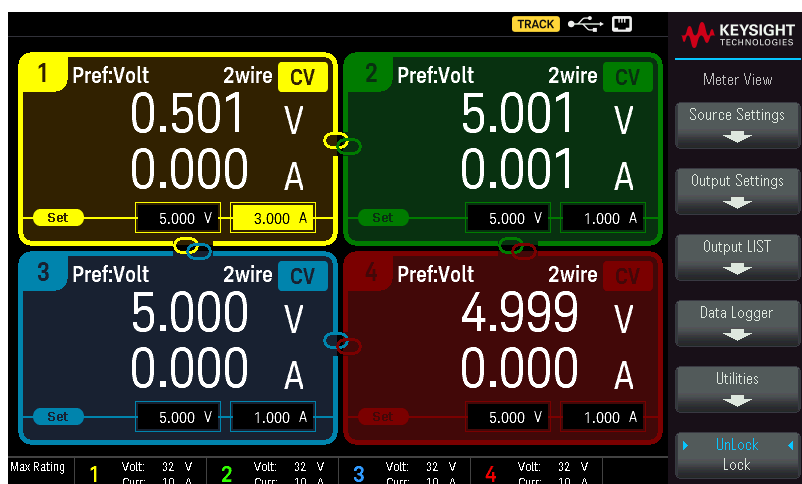 TRACK
KEYSIGHT
TECHNOLOGIES
Meter View
1 Pref:Volt 2wire CV
0.501 V
0.000 A
Set 5.000 V 3.000 A
2 Pref:Volt 2wire CV
5.001 V
0.001 A
Set 5.000 V 1.000 A
3 Pref:Volt 2wire CV
5.000 V
0.000 A
Set 5.000 V 1.000 A
4 Pref:Volt 2wire CV
4.999 V
0.000 A
Set 5.000 V 1.000 A
Source Settings
Output Settings
Output LIST
Data Logger
Utilities
UnLock
Lock
Max Rating 1 Volt: 32 V 2 Volt: 32 V 3 Volt: 32 V 4 Volt: 32 V
Curr: 10 A Curr: 10 A Curr: 10 A Curr: 10 A